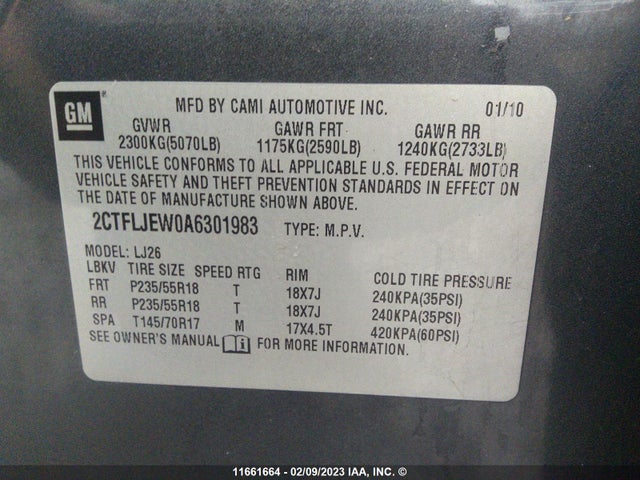 GM
MFD BY CAMI AUTOMOTIVE INC. 01/10
GVWR GAWR FRT GAWR RR
2300KG(5070LB) 1175KG(2590LB) 1240KG(2733LB)
THIS VEHICLE CONFORMS TO ALL APPLICABLE U.S. FEDERAL MOTOR
VEHICLE SAFETY AND THEFT PREVENTION STANDARDS IN EFFECT ON
THE DATE OF MANUFACTURE SHOWN ABOVE.
2CTFLJEW0A6301983 TYPE: M.P.V.
MODEL: LJ26
LBKV TIRE SIZE SPEED RTG RIM COLD TIRE PRESSURE
FRT P235/55R18 T 18X7J 240KPA(35PSI)
RR P235/55R18 T 18X7J 240KPA(35PSI)
SPA T145/70R17 M 17X4.5T 420KPA(60PSI)
SEE OWNER'S MANUAL i FOR MORE INFORMATION.
11661664 - 02/09/2023 IAA, INC. ©